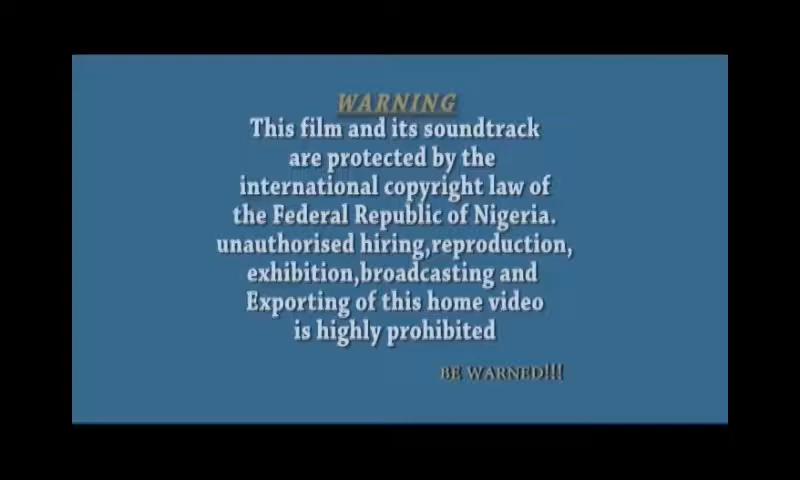 WARNING
This film and its soundtrack
are protected by the
international copyright law of
the Federal Republic of Nigeria.
unauthorised hiring,reproduction,
exhibition,broadcasting and
Exporting of this home video
is highly prohibited
BE WARNED!!!